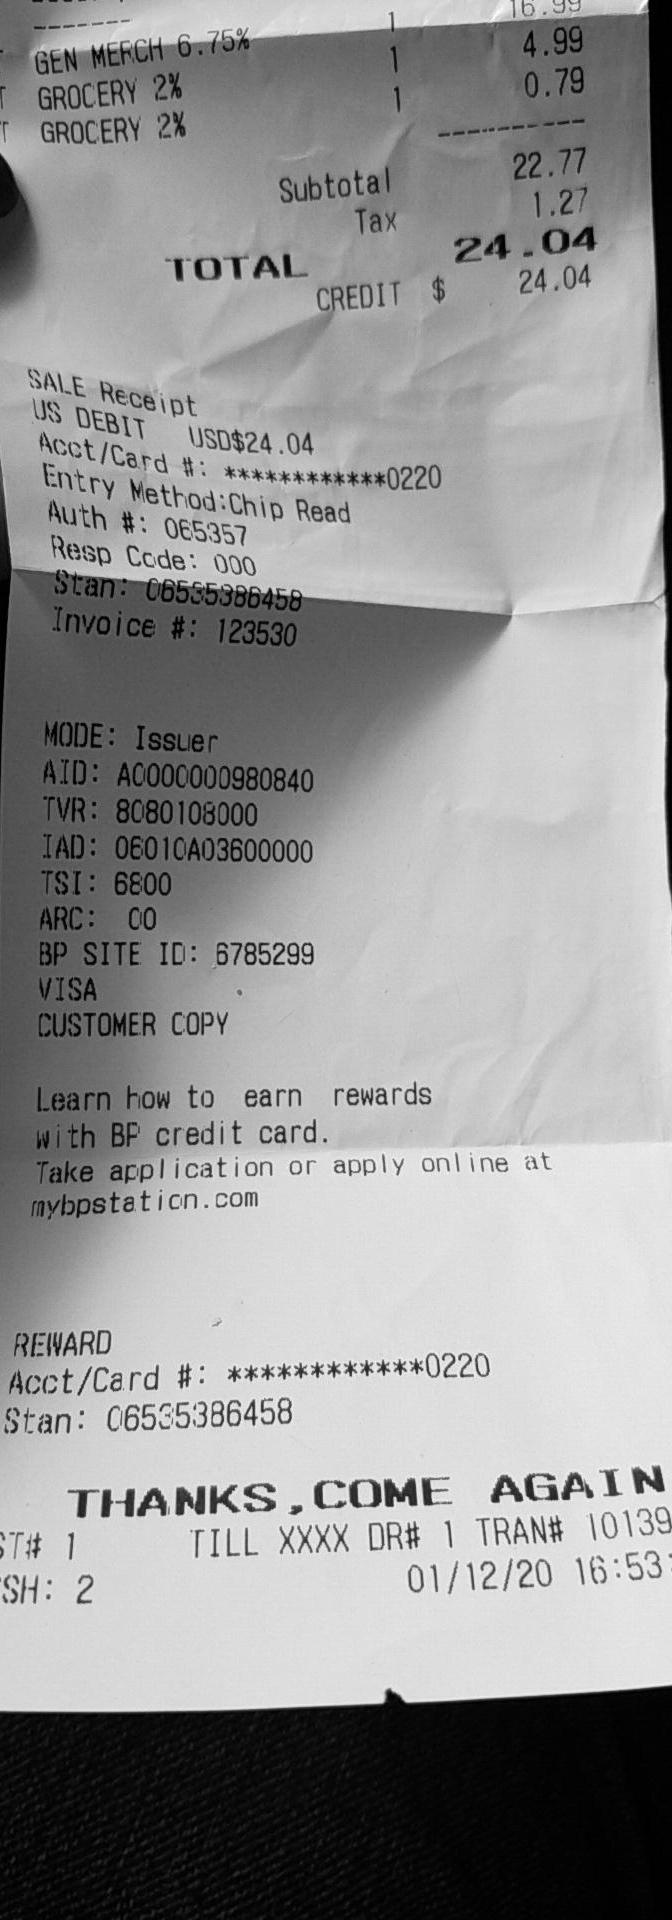 -------
1 16.99
GEN MERCH 6.75% 1 4.99
T GROCERY 2% 1 0.79
T GROCERY 2%
-----------
Subtotal 22.77
Tax 1.27
TOTAL 24.04
CREDIT $ 24.04
SALE Receipt
US DEBIT USD$24.04
Acct/Card #: ************0220
Entry Method:Chip Read
Auth #: 065357
Resp Code: 000
Stan: 06535386458
Invoice #: 123530
MODE: Issuer
AID: A0000000980840
TVR: 8080108000
IAD: 06010A03600000
TSI: 6800
ARC: 00
BP SITE ID: 6785299
VISA
CUSTOMER COPY
Learn how to earn rewards
with BP credit card.
Take application or apply online at
mybpstation.com
REWARD
Acct/Card #: ************0220
Stan: 06535386458
THANKS,COME AGAIN
ST# 1 TILL XXXX DR# 1 TRAN# 10139
SH: 2 01/12/20 16:53: